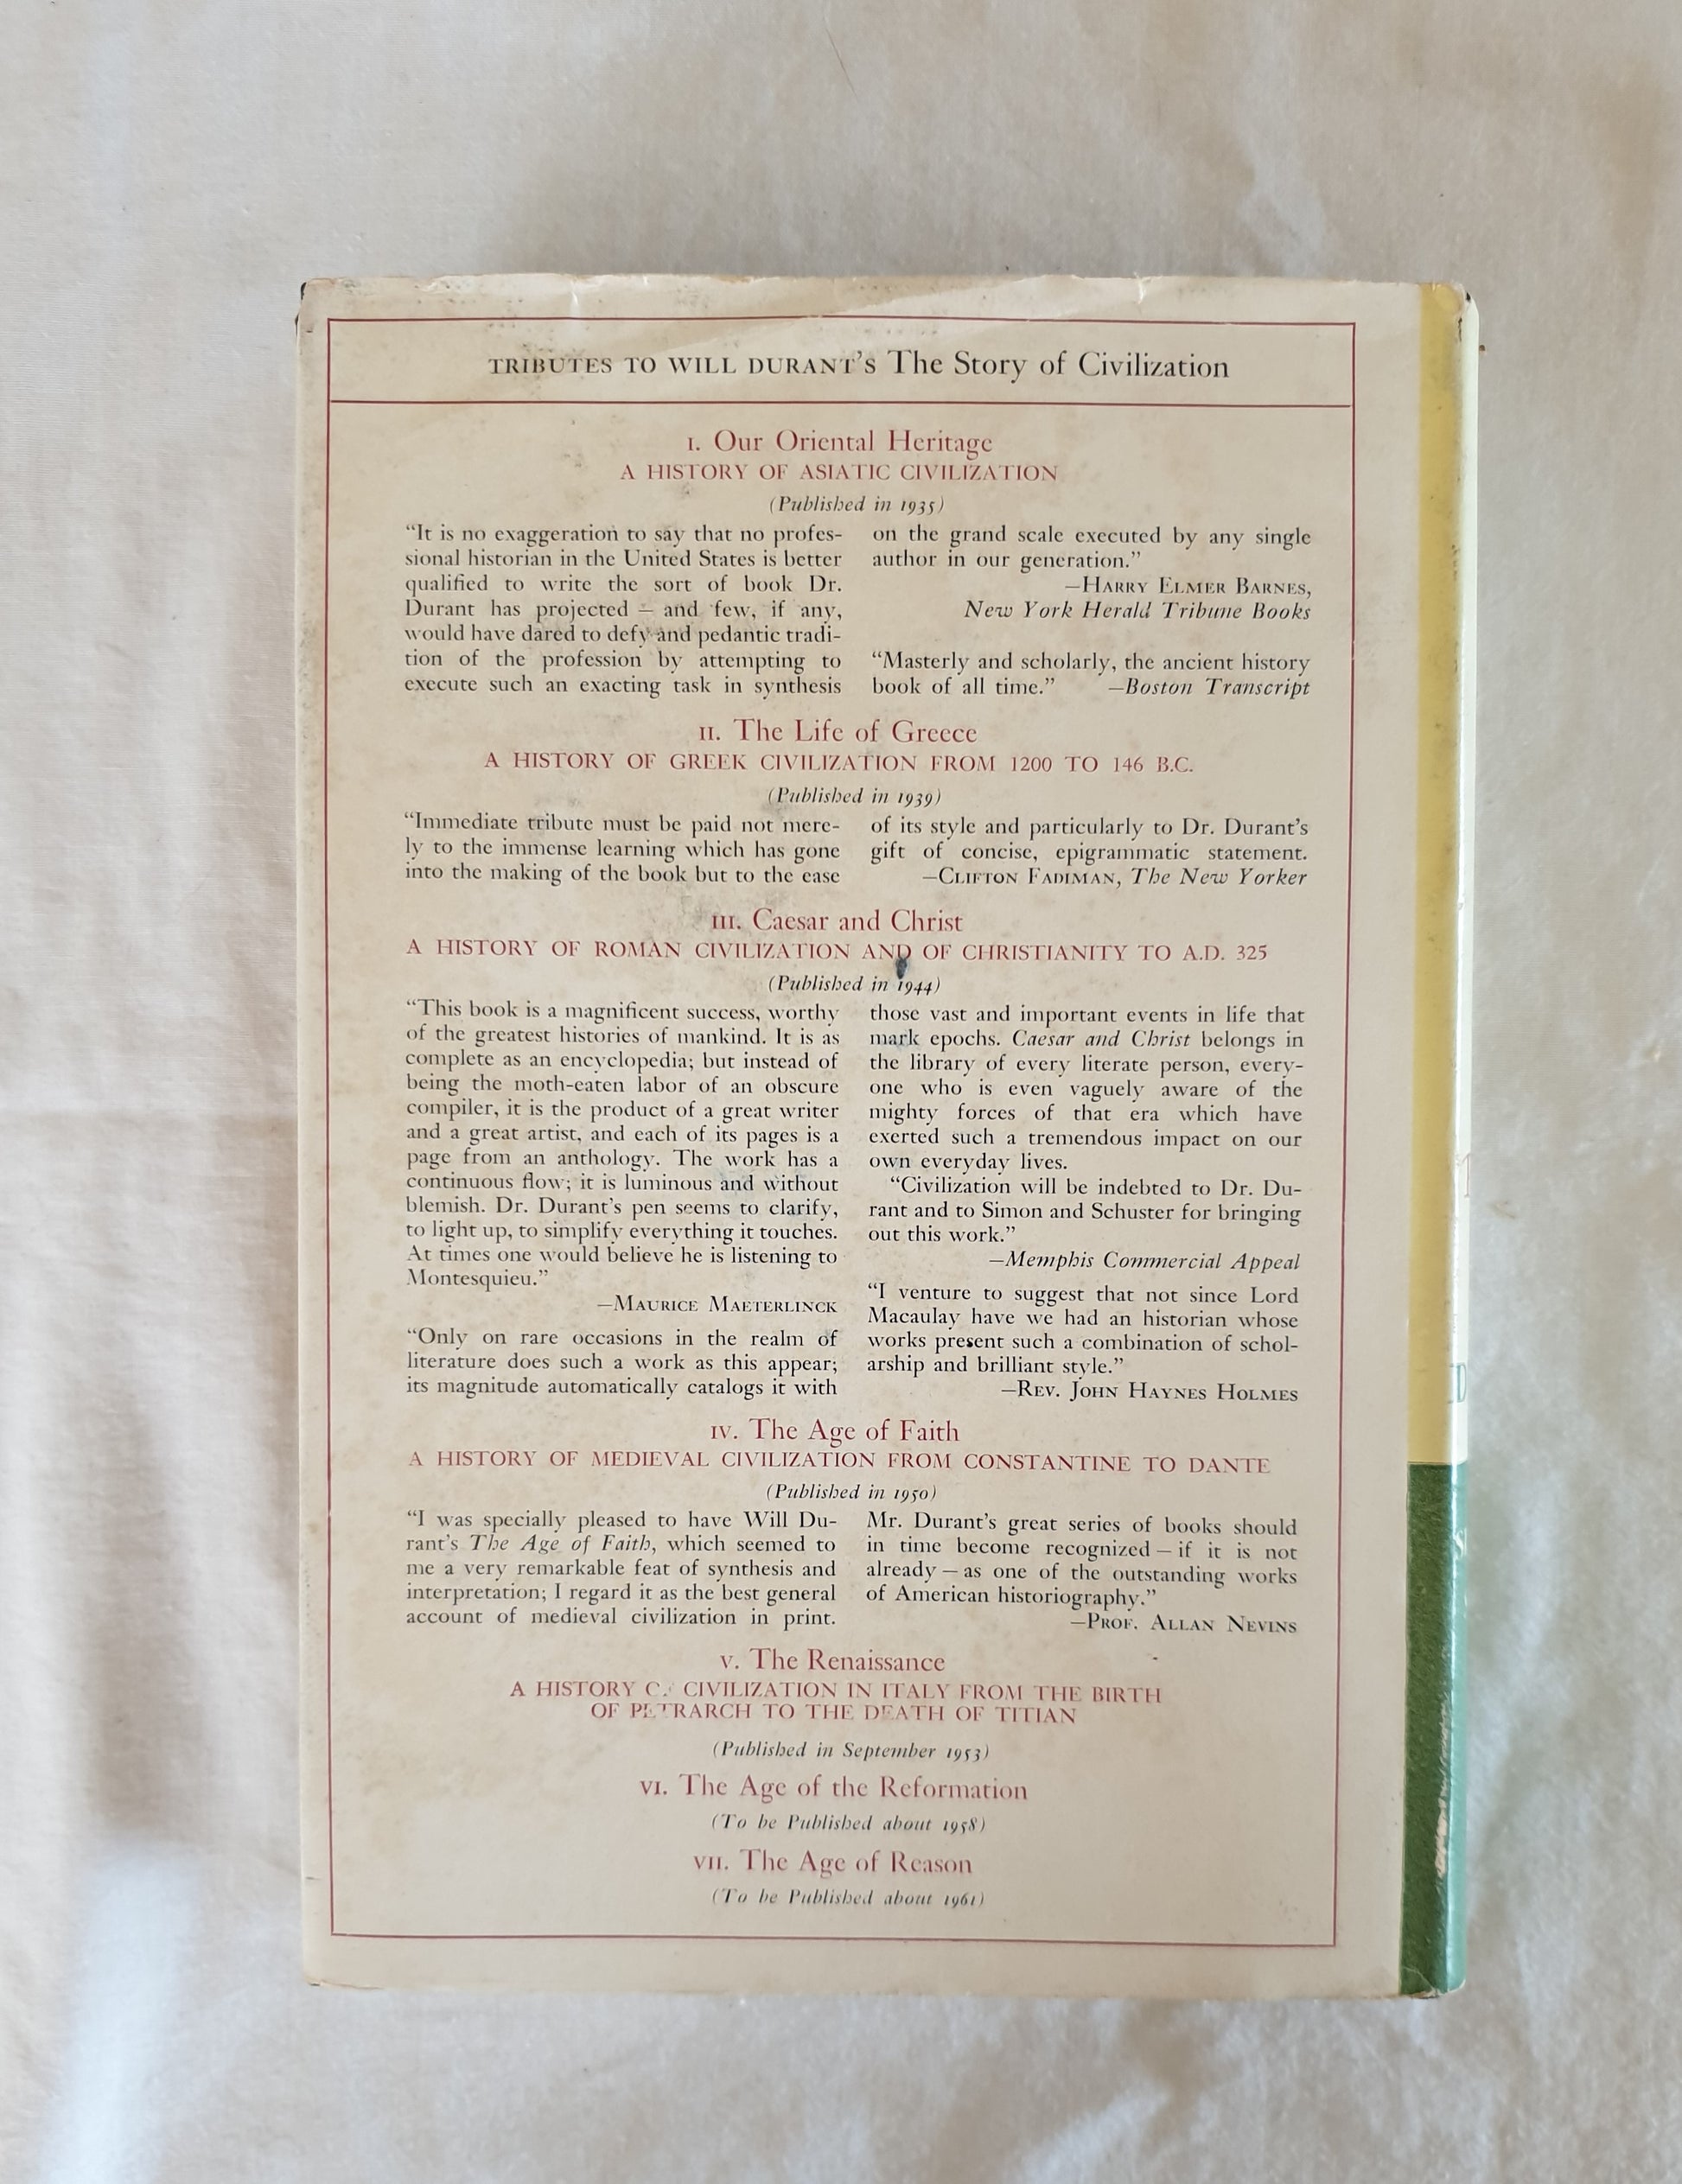 TRIBUTES TO WILL DURANT'S The Story of Civilization
I. Our Oriental Heritage
A HISTORY OF ASIATIC CIVILIZATION
(Published in 1935)
“It is no exaggeration to say that no profes-
sional historian in the United States is better
qualified to write the sort of book Dr.
Durant has projected — and few, if any,
would have dared to defy and pedantic tradi-
tion of the profession by attempting to
execute such an exacting task in synthesis
on the grand scale executed by any single
author in our generation.”
—HARRY ELMER BARNES,
New York Herald Tribune Books
“Masterly and scholarly, the ancient history
book of all time.” —Boston Transcript
II. The Life of Greece
A HISTORY OF GREEK CIVILIZATION FROM 1200 TO 146 B.C.
(Published in 1939)
“Immediate tribute must be paid not mere-
ly to the immense learning which has gone
into the making of the book but to the ease
of its style and particularly to Dr. Durant's
gift of concise, epigrammatic statement.
—CLIFTON FADIMAN, The New Yorker
III. Caesar and Christ
A HISTORY OF ROMAN CIVILIZATION AND OF CHRISTIANITY TO A.D. 325
(Published in 1944)
“This book is a magnificent success, worthy
of the greatest histories of mankind. It is as
complete as an encyclopedia; but instead of
being the moth-eaten labor of an obscure
compiler, it is the product of a great writer
and a great artist, and each of its pages is a
page from an anthology. The work has a
continuous flow; it is luminous and without
blemish. Dr. Durant's pen seems to clarify,
to light up, to simplify everything it touches.
At times one would believe he is listening to
Montesquieu.”
—MAURICE MAETERLINCK
“Only on rare occasions in the realm of
literature does such a work as this appear;
its magnitude automatically catalogs it with
those vast and important events in life that
mark epochs. Caesar and Christ belongs in
the library of every literate person, every-
one who is even vaguely aware of the
mighty forces of that era which have
exerted such a tremendous impact on our
own everyday lives.
“Civilization will be indebted to Dr. Du-
rant and to Simon and Schuster for bringing
out this work.”
—Memphis Commercial Appeal
“I venture to suggest that not since Lord
Macaulay have we had an historian whose
works present such a combination of schol-
arship and brilliant style.”
—REV. JOHN HAYNES HOLMES
IV. The Age of Faith
A HISTORY OF MEDIEVAL CIVILIZATION FROM CONSTANTINE TO DANTE
(Published in 1950)
“I was specially pleased to have Will Du-
rant's The Age of Faith, which seemed to
me a very remarkable feat of synthesis and
interpretation; I regard it as the best general
account of medieval civilization in print.
Mr. Durant's great series of books should
in time become recognized — if it is not
already — as one of the outstanding works
of American historiography.”
—PROF. ALLAN NEVINS
V. The Renaissance
A HISTORY OF CIVILIZATION IN ITALY FROM THE BIRTH
OF PETRARCH TO THE DEATH OF TITIAN
(Published in September 1953)
VI. The Age of the Reformation
(To be Published about 1958)
VII. The Age of Reason
(To be Published about 1961)